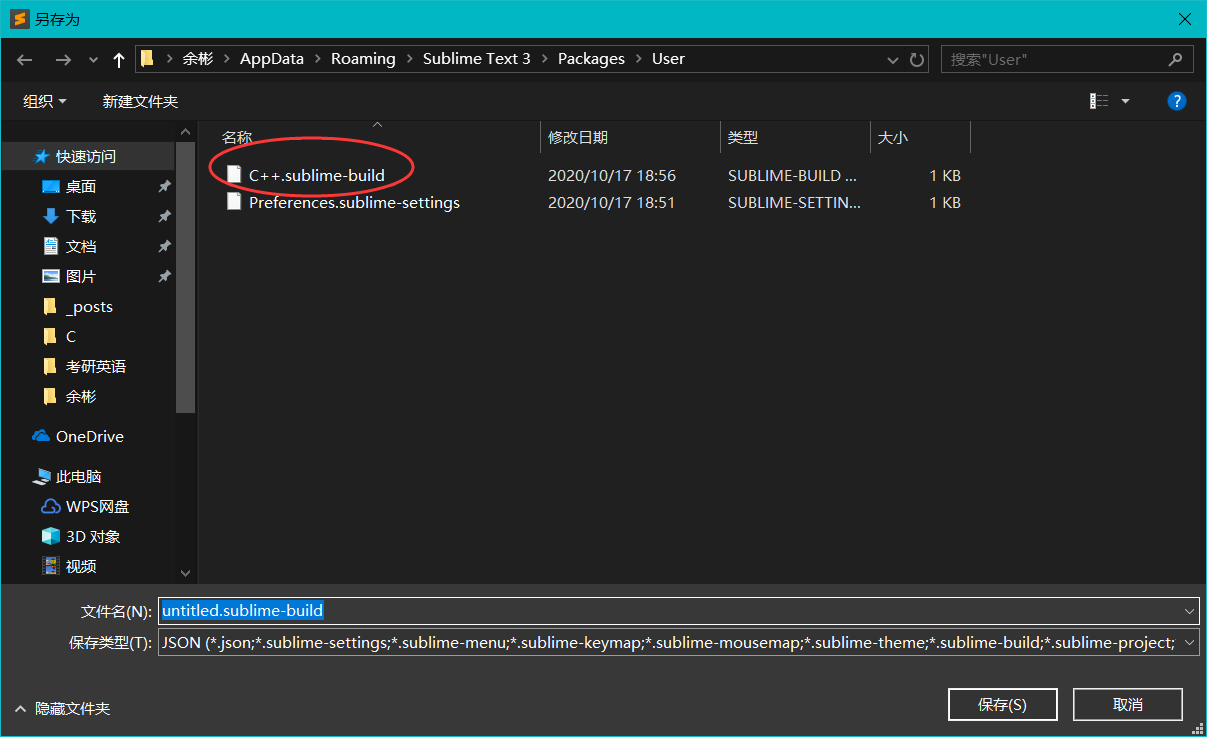 另存为
余彬 > AppData > Roaming > Sublime Text 3 > Packages > User
搜索"User"
组织 新建文件夹
名称 修改日期 类型 大小
C++.sublime-build 2020/10/17 18:56 SUBLIME-BUILD ... 1 KB
Preferences.sublime-settings 2020/10/17 18:51 SUBLIME-SETTIN... 1 KB
快速访问
桌面
下载
文档
图片
_posts
C
考研英语
余彬
OneDrive
此电脑
WPS网盘
3D 对象
视频
文件名(N): untitled.sublime-build
保存类型(T): JSON (*.json;*.sublime-settings;*.sublime-menu;*.sublime-keymap;*.sublime-mousemap;*.sublime-theme;*.sublime-build;*.sublime-project;
隐藏文件夹
保存(S) 取消